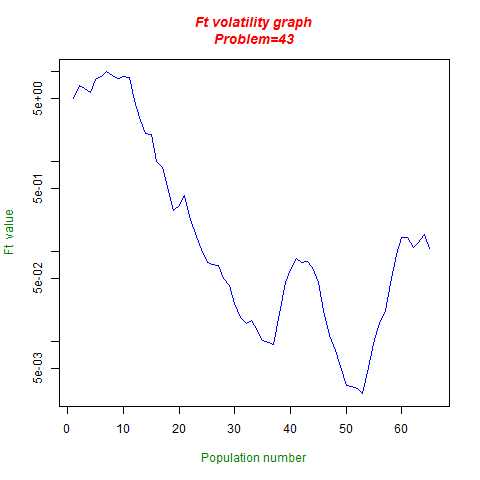 Ft volatility graph
Problem=43
5e+00
5e-01
5e-02
5e-03
Ft value
0 10 20 30 40 50 60
Population number